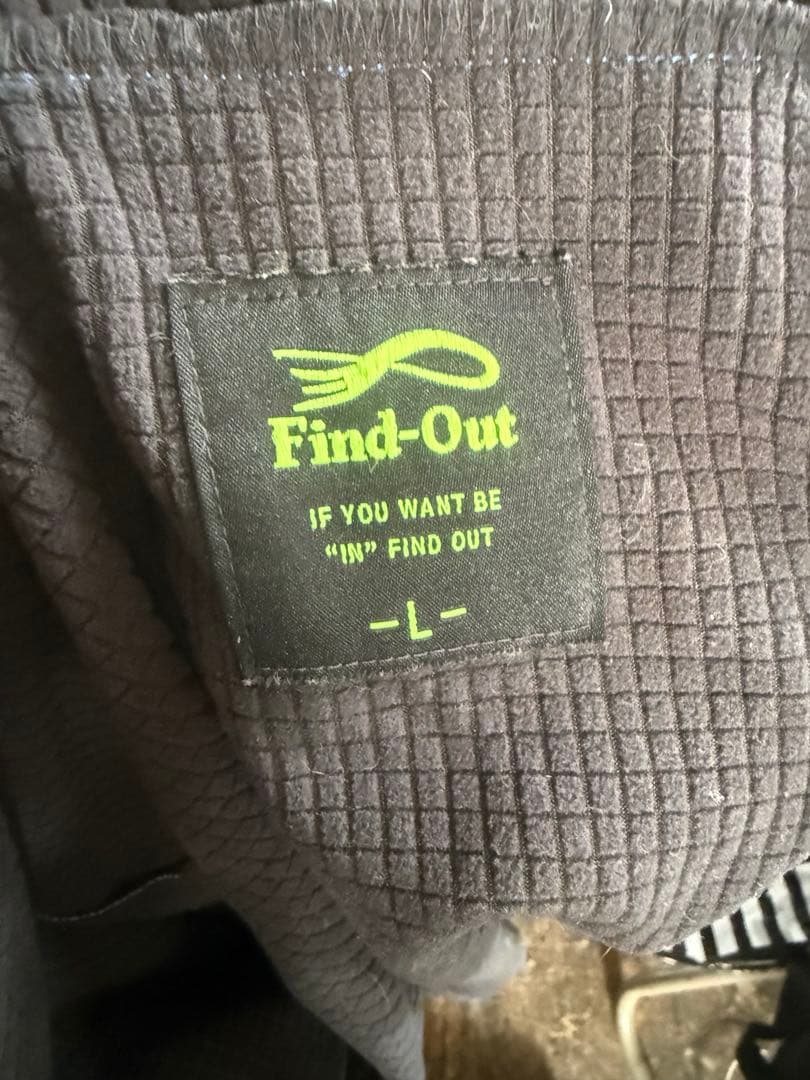 Find-Out
IF YOU WANT BE
“IN” FIND OUT
-L-